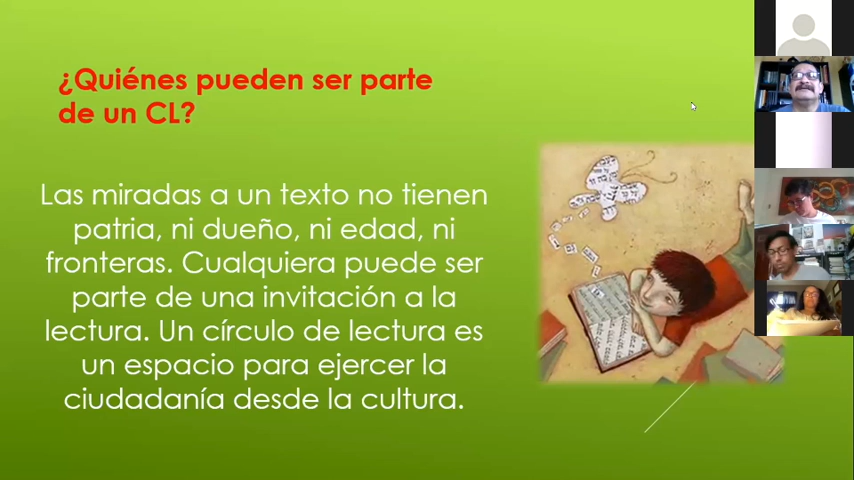 ¿Quiénes pueden ser parte
de un CL?
Las miradas a un texto no tienen
patria, ni dueño, ni edad, ni
fronteras. Cualquiera puede ser
parte de una invitación a la
lectura. Un círculo de lectura es
un espacio para ejercer la
ciudadanía desde la cultura.